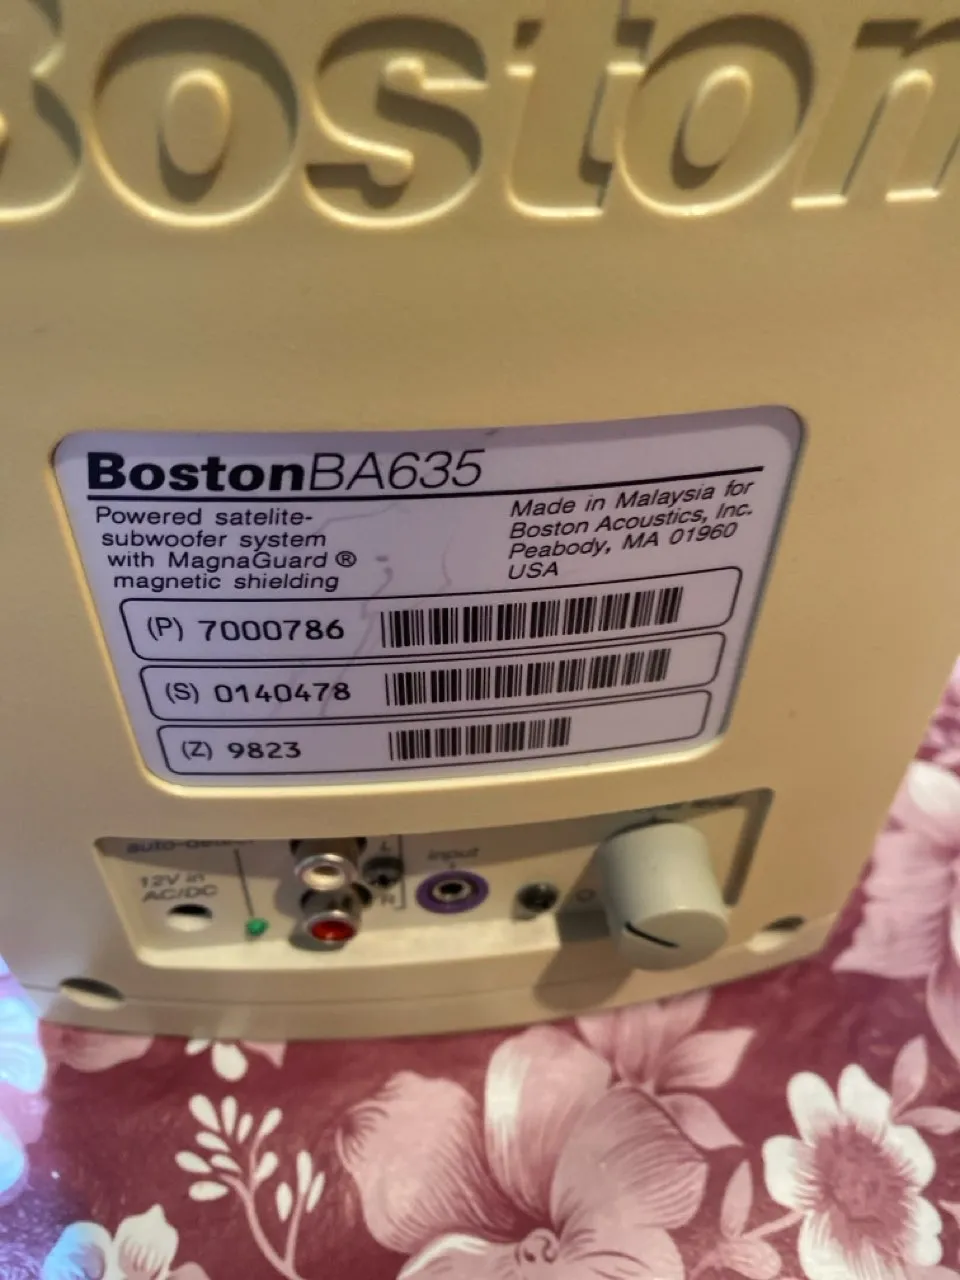 Boston
BostonBA635
Powered satelite-
subwoofer system
with MagnaGuard ®
magnetic shielding
Made in Malaysia for
Boston Acoustics, Inc.
Peabody, MA 01960
USA
(P) 7000786
(S) 0140478
(Z) 9823
12V in
AC/DC
L
R
input